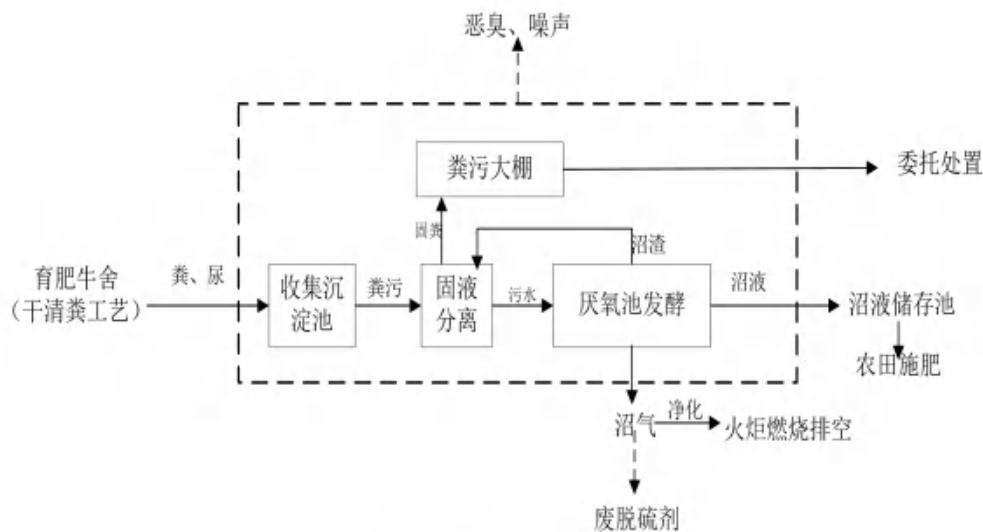 恶臭、噪声
粪污大棚
委托处置
固粪
沼渣
育肥牛舍
（干清粪工艺）
粪、尿
收集沉
淀池
粪污
固液
分离
污水
厌氧池发酵
沼液
沼液储存池
农田施肥
沼气
净化
火炬燃烧排空
废脱硫剂